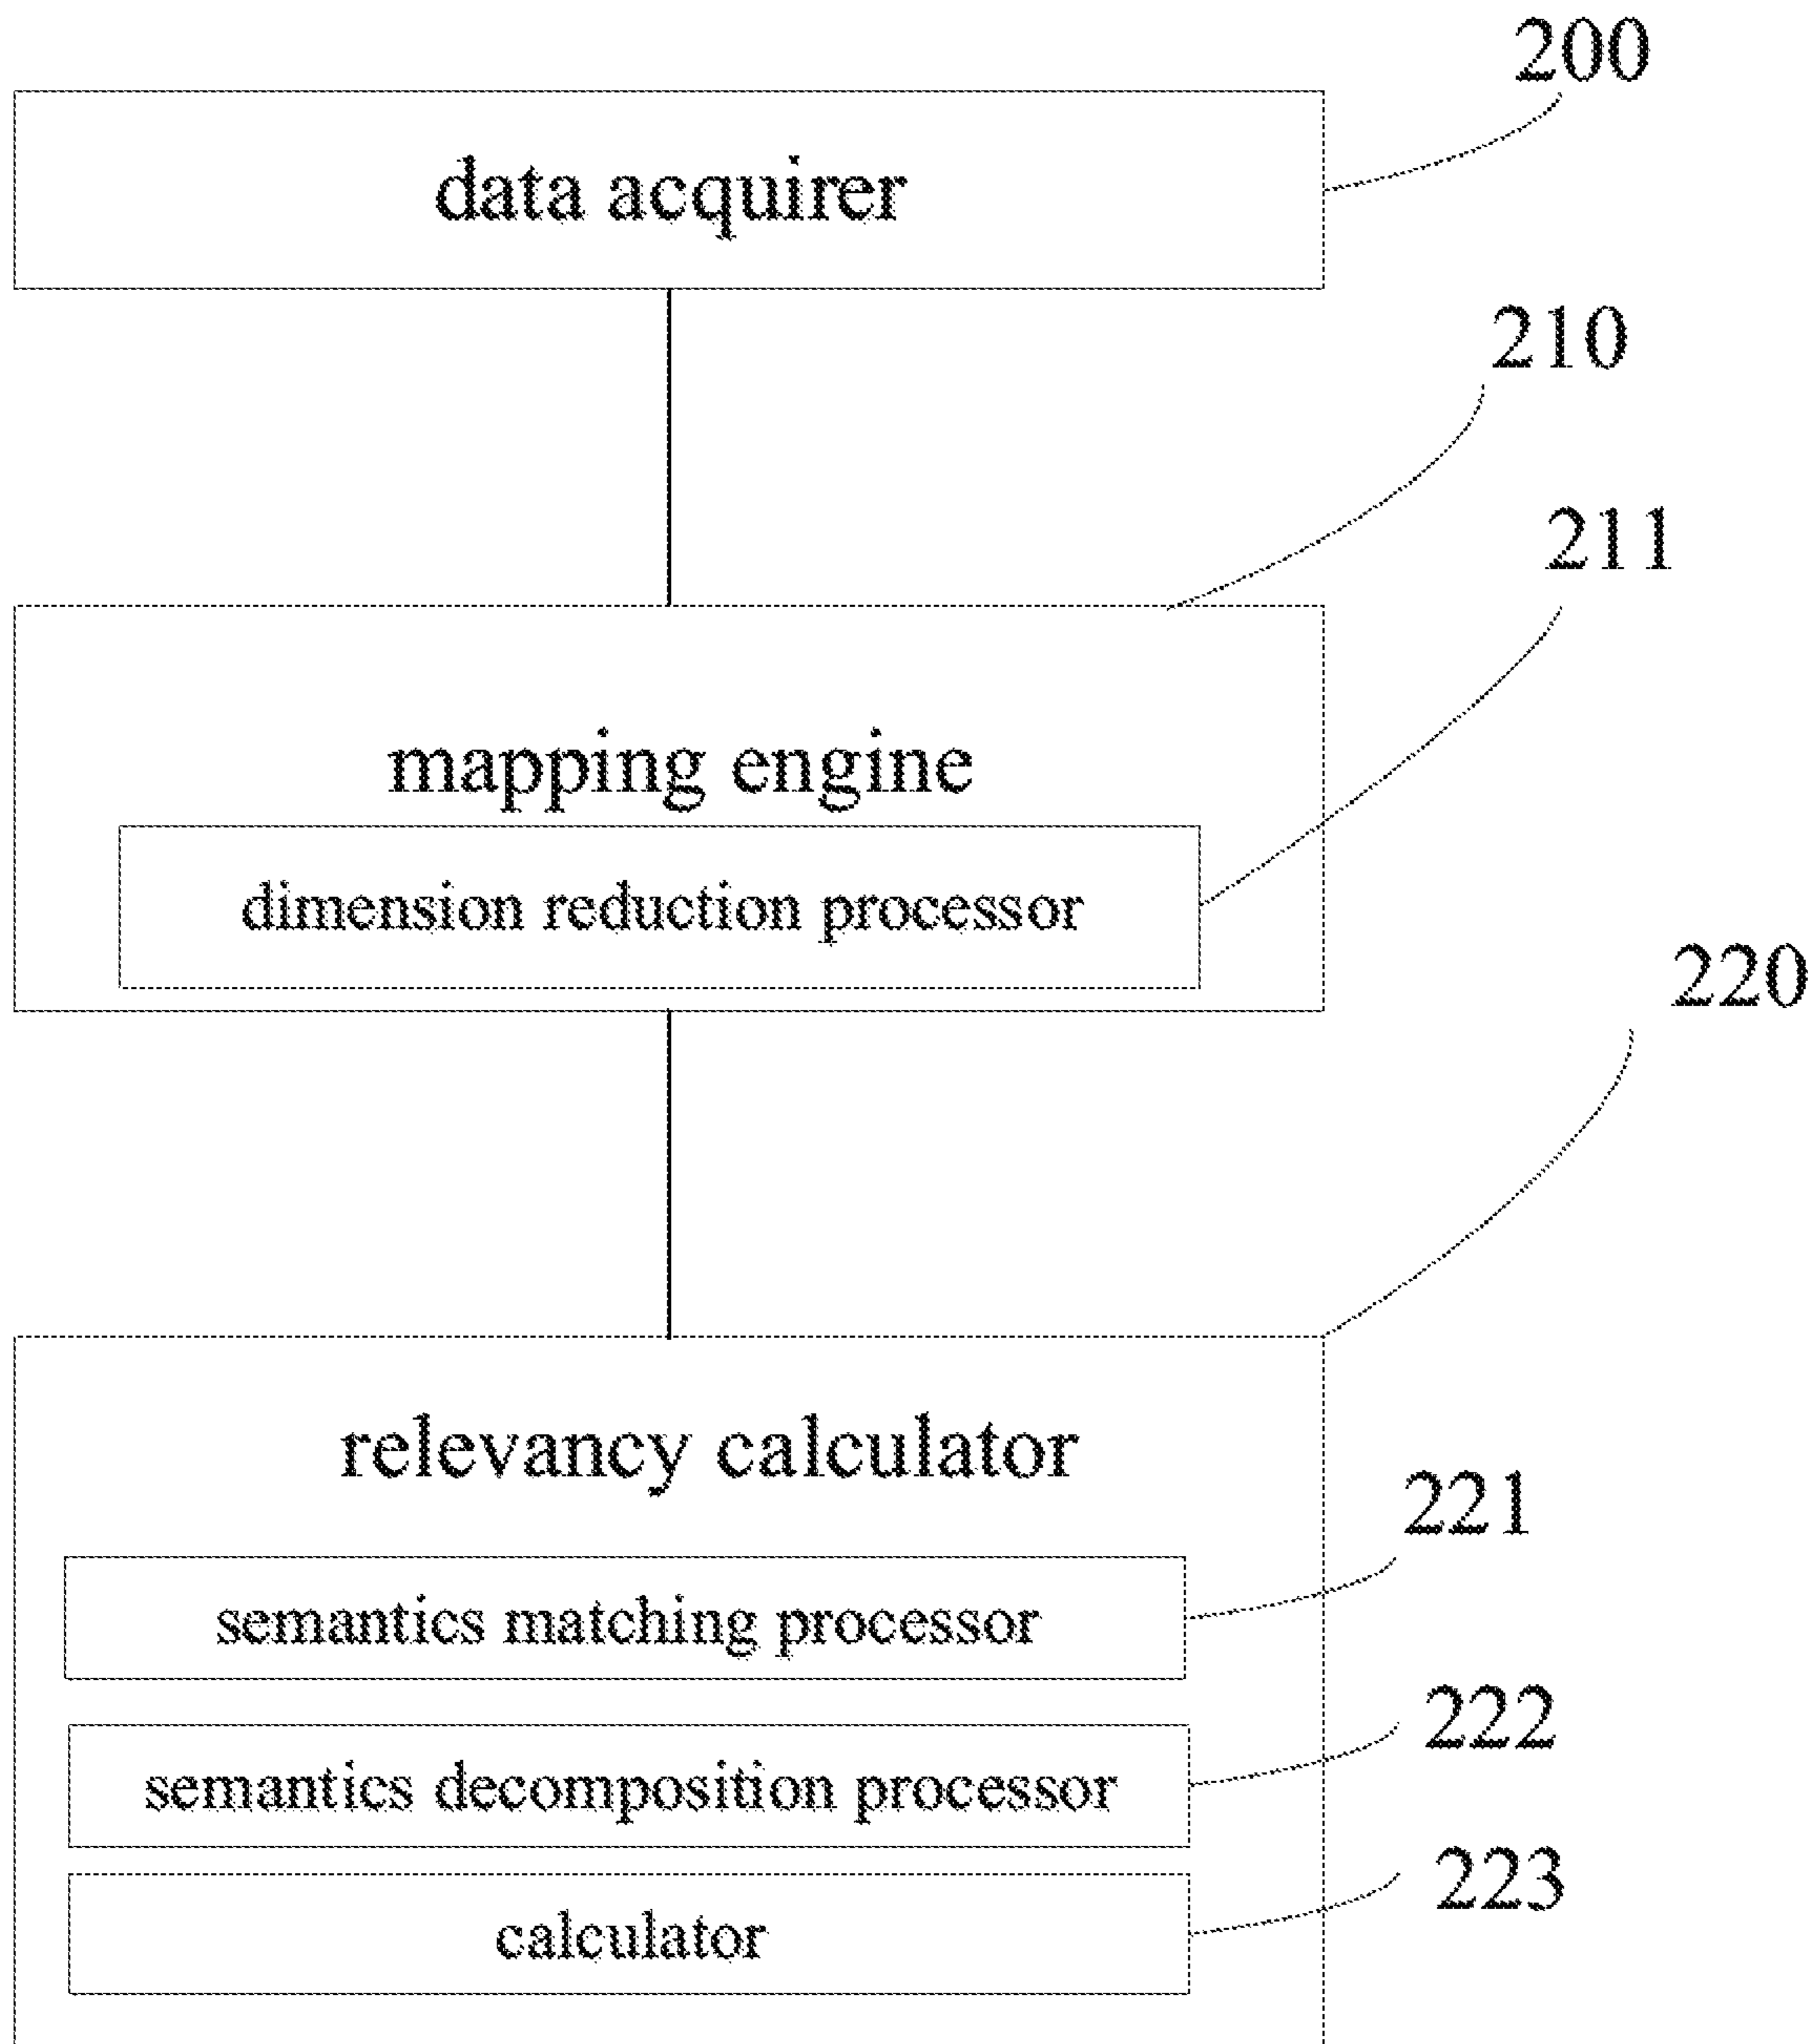 200
data acquirer
210
211
mapping engine
dimension reduction processor
220
relevancy calculator
221
semantics matching processor
222
semantics decomposition processor
223
calculator